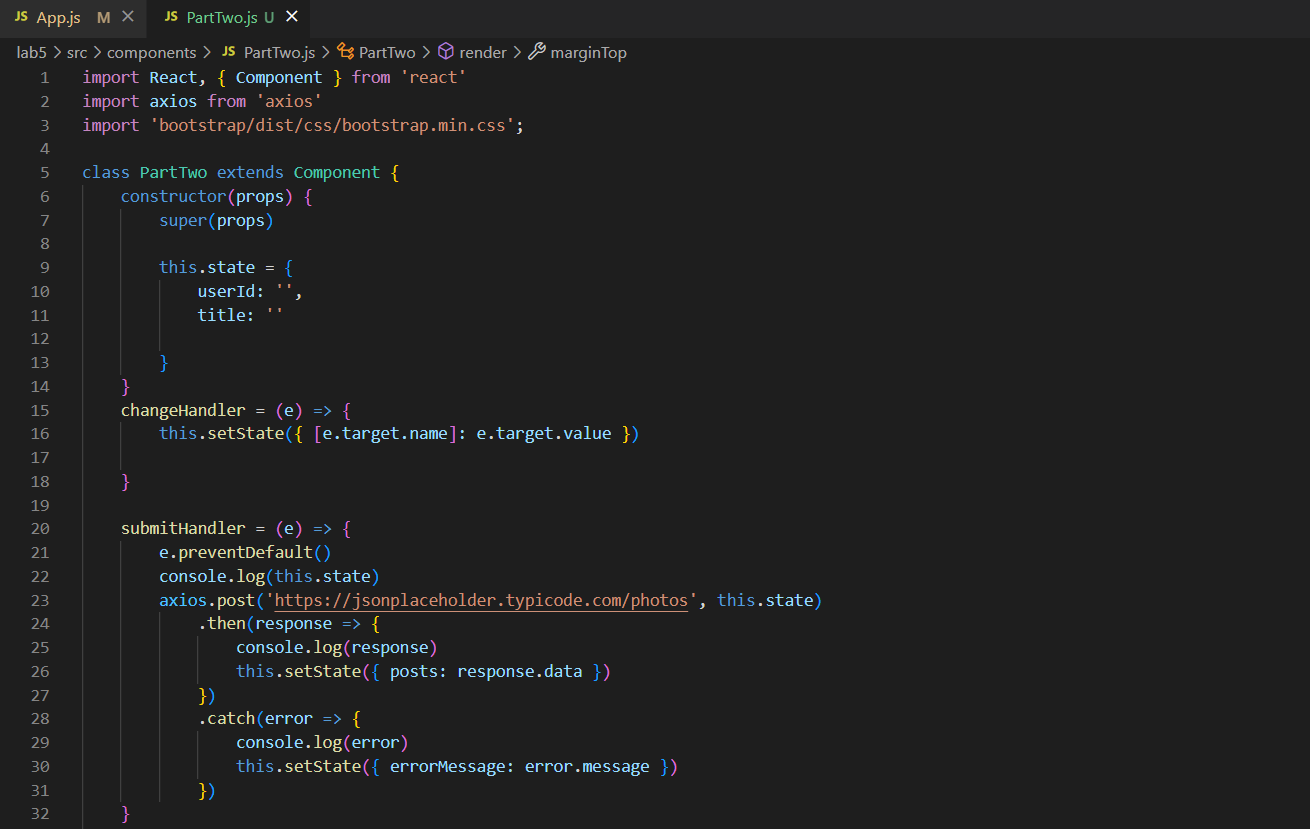 JS App.js M
JS PartTwo.js U
lab5 > src > components > JS PartTwo.js > PartTwo > render > marginTop
1 import React, { Component } from 'react'
2 import axios from 'axios'
3 import 'bootstrap/dist/css/bootstrap.min.css';
4
5 class PartTwo extends Component {
6 constructor(props) {
7 super(props)
8
9 this.state = {
10 userId: '',
11 title: ''
12
13 }
14 }
15 changeHandler = (e) => {
16 this.setState({ [e.target.name]: e.target.value })
17
18 }
19
20 submitHandler = (e) => {
21 e.preventDefault()
22 console.log(this.state)
23 axios.post('https://jsonplaceholder.typicode.com/photos', this.state)
24 .then(response => {
25 console.log(response)
26 this.setState({ posts: response.data })
27 })
28 .catch(error => {
29 console.log(error)
30 this.setState({ errorMessage: error.message })
31 })
32 }